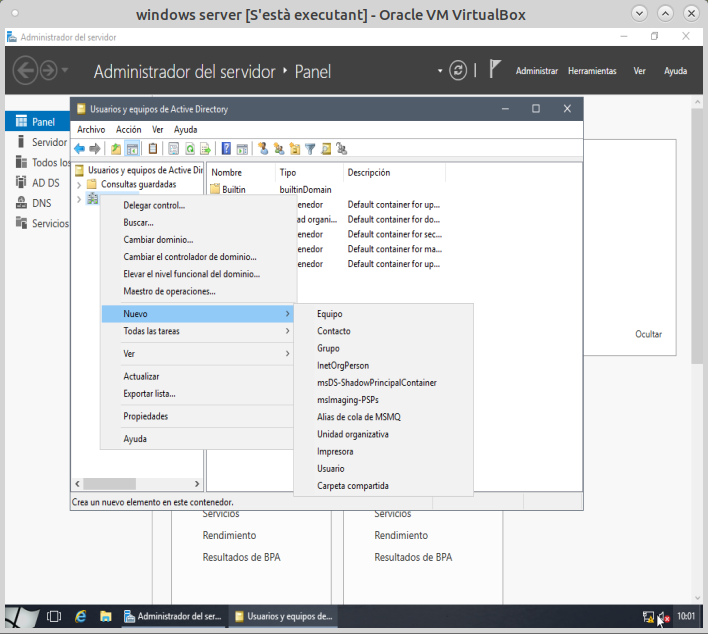 windows server [S'està executant] - Oracle VM VirtualBox
Administrador del servidor
Administrador del servidor ‣ Panel
Administrar Herramientas Ver Ayuda
Panel
Servidor
Todos los
AD DS
DNS
Servicios
Usuarios y equipos de Active Directory
Archivo Acción Ver Ayuda
Usuarios y equipos de Active Dir
Consultas guardadas
Nombre Tipo Descripción
Builtin builtinDomain
enedor Default container for up...
ad organi... Default container for do...
enedor Default container for sec...
enedor Default container for ma...
enedor Default container for up...
Delegar control...
Buscar...
Cambiar dominio...
Cambiar el controlador de dominio...
Elevar el nivel funcional del dominio...
Maestro de operaciones...
Nuevo
Todas las tareas
Ver
Actualizar
Exportar lista...
Propiedades
Ayuda
Equipo
Contacto
Grupo
InetOrgPerson
msDS-ShadowPrincipalContainer
msImaging-PSPs
Alias de cola de MSMQ
Unidad organizativa
Impresora
Usuario
Carpeta compartida
Ocultar
Crea un nuevo elemento en este contenedor.
Servicios Servicios
Rendimiento Rendimiento
Resultados de BPA Resultados de BPA
Administrador del ser... Usuarios y equipos de... 10:01